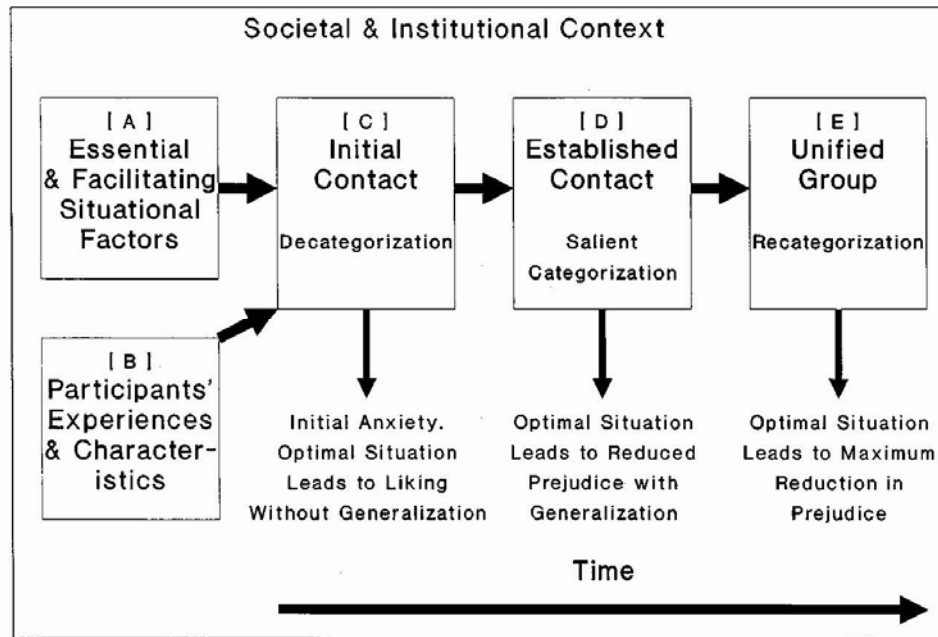 Societal & Institutional Context
[ A ]
Essential
& Facilitating
Situational
Factors
[ B ]
Participants'
Experiences
& Character-
istics
[ C ]
Initial
Contact
Decategorization
[ D ]
Established
Contact
Salient
Categorization
[ E ]
Unified
Group
Recategorization
Initial Anxiety.
Optimal Situation
Leads to Liking
Without Generalization
Optimal Situation
Leads to Reduced
Prejudice with
Generalization
Optimal Situation
Leads to Maximum
Reduction in
Prejudice
Time